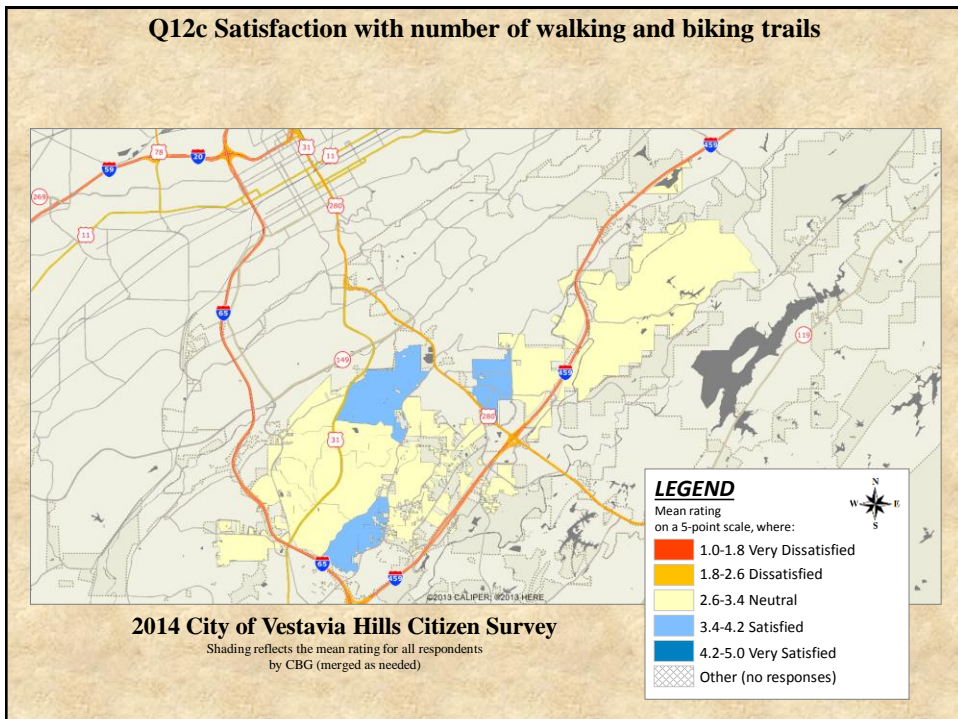 Q12c Satisfaction with number of walking and biking trails
459
31
78
11
20
59
269
280
11
65
119
149
459
280
31
65
459
©2013 CALIPER; ©2013 HERE
LEGEND
Mean rating
on a 5-point scale, where:
N
W E
S
1.0-1.8 Very Dissatisfied
1.8-2.6 Dissatisfied
2.6-3.4 Neutral
3.4-4.2 Satisfied
4.2-5.0 Very Satisfied
Other (no responses)
2014 City of Vestavia Hills Citizen Survey
Shading reflects the mean rating for all respondents
by CBG (merged as needed)